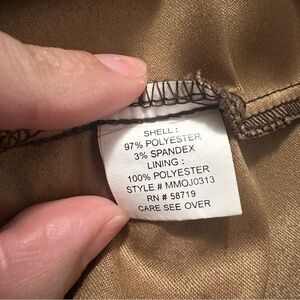 SHELL :
97% POLYESTER
3% SPANDEX
LINING :
100% POLYESTER
STYLE # MMOJ0313
RN # 58719
CARE SEE OVER